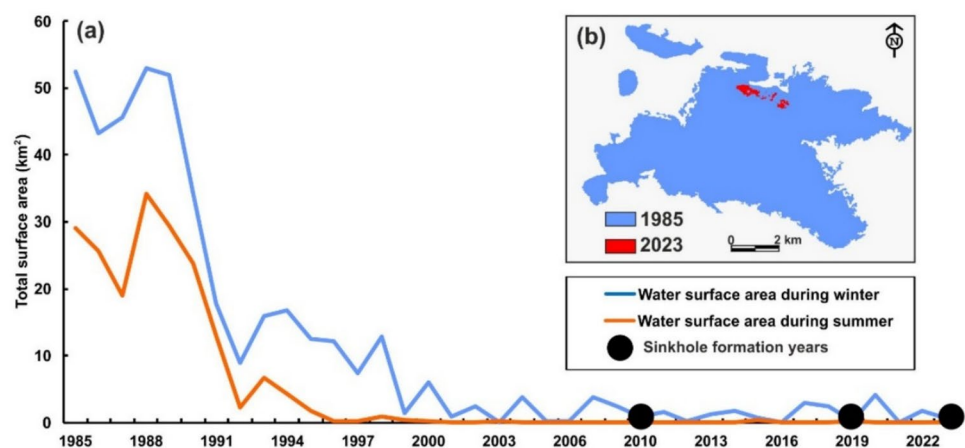 (a)
Total surface area (km²)
60
50
40
30
20
10
0
1985 1988 1991 1994 1997 2000 2003 2006 2010 2013 2016 2019 2022
(b)
N
1985
2023
0 2 km
Water surface area during winter
Water surface area during summer
Sinkhole formation years